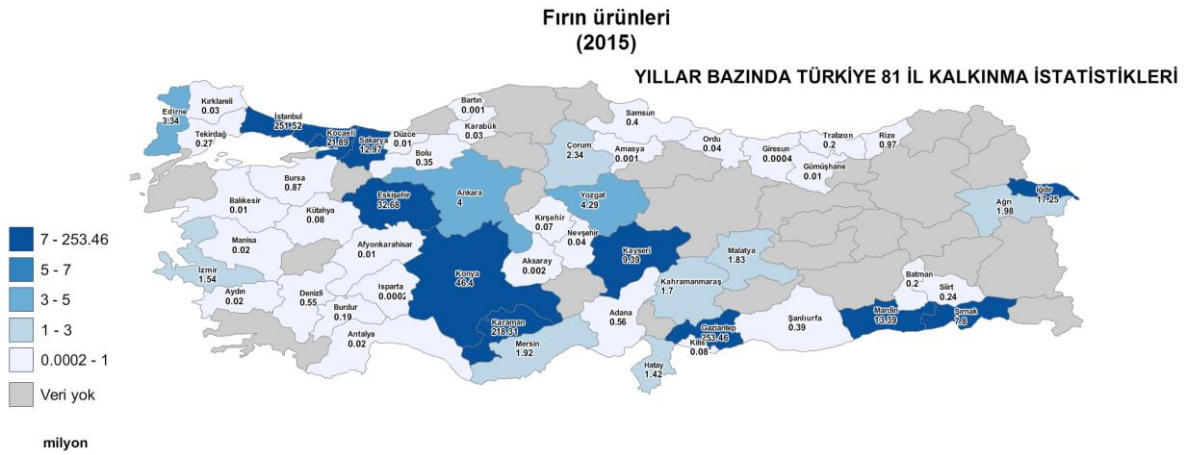 Fırın ürünleri
(2015)
YILLAR BAZINDA TÜRKİYE 81 İL KALKINMA İSTATİSTİKLERİ
Edirne
3.34
Kırklareli
0.03
Tekirdağ
0.27
İstanbul
251.52
Kocaeli
21.89
Sakarya
12.97
Düzce
0.01
Bolu
0.35
Bartın
0.001
Karabük
0.03
Çorum
2.34
Samsun
0.4
Amasya
0.001
Ordu
0.04
Giresun
0.0004
Trabzon
0.2
Gümüşhane
0.01
Rize
0.97
Iğdır
17.25
Ağrı
1.98
Bursa
0.87
Balıkesir
0.01
Kütahya
0.08
Eskişehir
32.68
Ankara
4
Yozgat
4.29
Kırşehir
0.07
Nevşehir
0.04
Aksaray
0.002
Kayseri
9.39
Malatya
1.83
Kahramanmaraş
1.7
Manisa
0.02
İzmir
1.54
Afyonkarahisar
0.01
Aydın
0.02
Denizli
0.55
Isparta
0.0002
Burdur
0.19
Antalya
0.02
Konya
46.4
Karaman
218.31
Mersin
1.92
Adana
0.56
Gaziantep
253.46
Kilis
0.08
Hatay
1.42
Şanlıurfa
0.39
Mardin
13.39
Batman
0.2
Siirt
0.24
Şırnak
7.6
7 - 253.46
5 - 7
3 - 5
1 - 3
0.0002 - 1
Veri yok
milyon